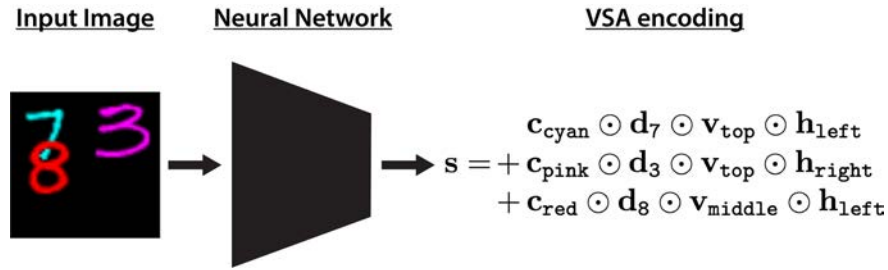 Input Image Neural Network VSA encoding
7 3
8
c_cyan ⊙ d_7 ⊙ v_top ⊙ h_left
s = + c_pink ⊙ d_3 ⊙ v_top ⊙ h_right
+ c_red ⊙ d_8 ⊙ v_middle ⊙ h_left